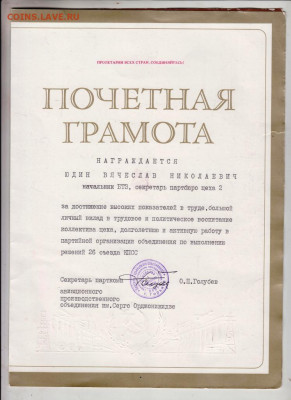 COINS.LAVE.RU
ПРОЛЕТАРИИ ВСЕХ СТРАН, СОЕДИНЯЙТЕСЬ!
ПОЧЕТНАЯ
ГРАМОТА
НАГРАЖДАЕТСЯ
ЮДИН ВЯЧЕСЛАВ НИКОЛАЕВИЧ
начальник БТК, секретарь партбюро цеха 2
за достижение высоких показателей в труде, большой
личный вклад в трудовое и политическое воспитание
коллектива цеха, долголетнюю и активную работу в
партийной организации объединения по выполнению
решений 26 съезда КПСС
Секретарь парткома О.П.Голубев
авиационного
производственного
объединения им.Серго Орджоникидзе